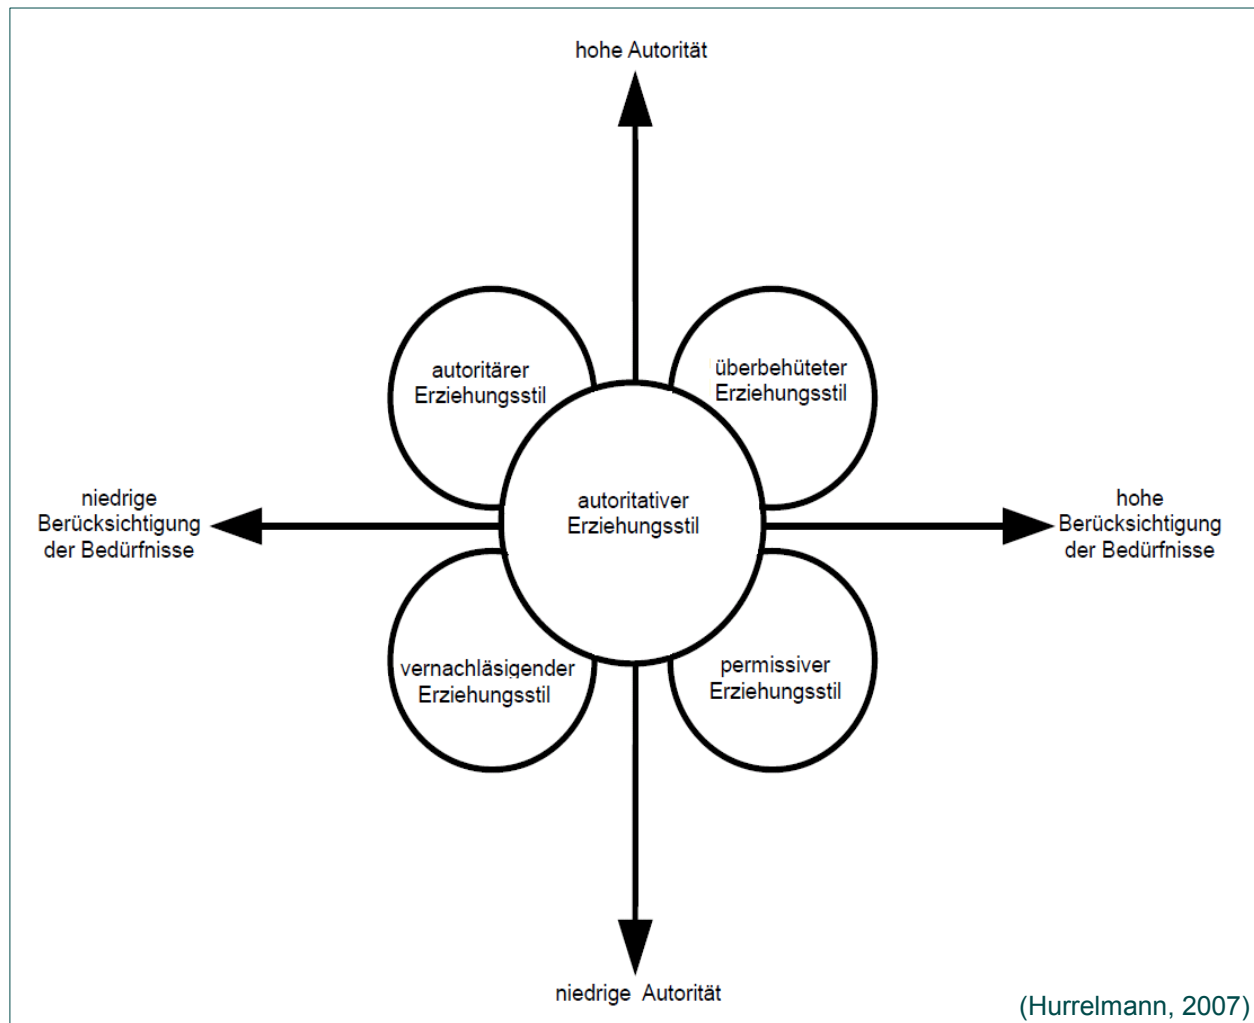 hohe Autorität
autoritärer
Erziehungsstil
überbehüteter
Erziehungsstil
autoritativer
Erziehungsstil
niedrige
Berücksichtigung
der Bedürfnisse
hohe
Berücksichtigung
der Bedürfnisse
vernachläsigender
Erziehungsstil
permissiver
Erziehungsstil
niedrige Autorität
(Hurrelmann, 2007)